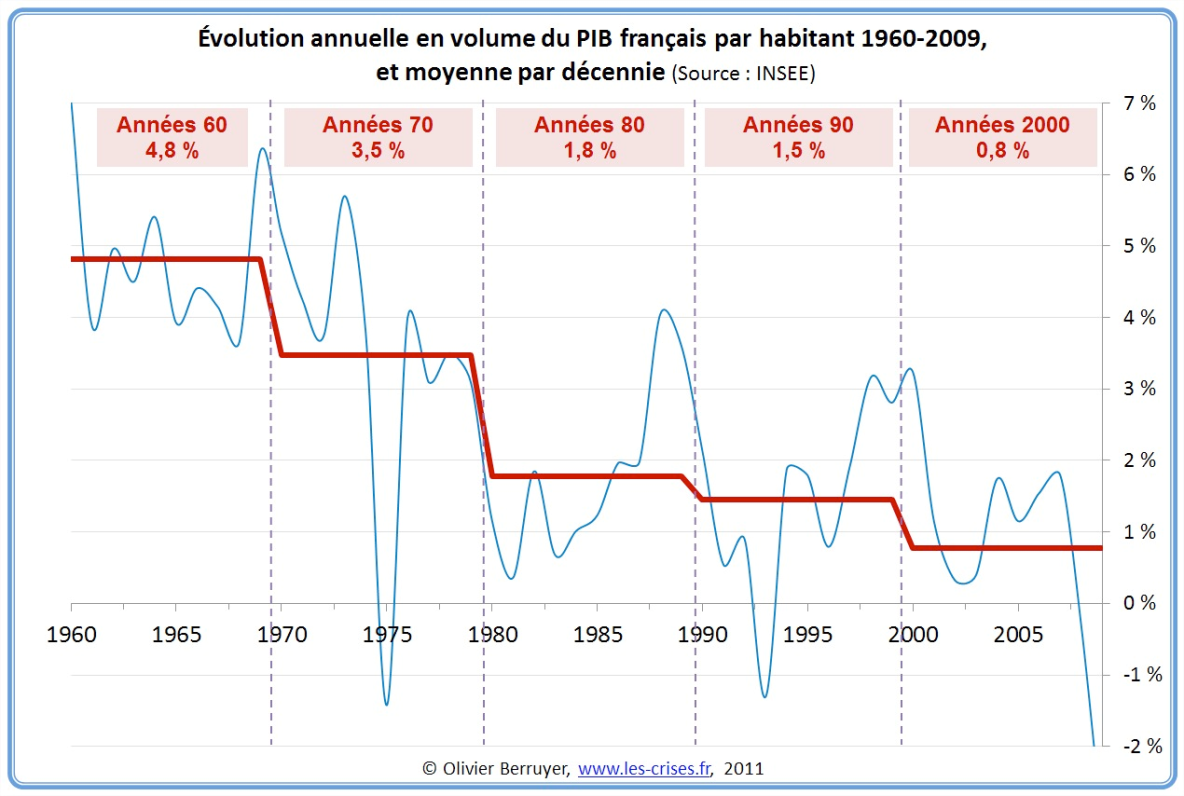 Évolution annuelle en volume du PIB français par habitant 1960-2009,
et moyenne par décennie (Source : INSEE)
Années 60
4,8 %
Années 70
3,5 %
Années 80
1,8 %
Années 90
1,5 %
Années 2000
0,8 %
7 %
6 %
5 %
4 %
3 %
2 %
1 %
0 %
-1 %
-2 %
1960 1965 1970 1975 1980 1985 1990 1995 2000 2005
© Olivier Berruyer, www.les-crises.fr, 2011